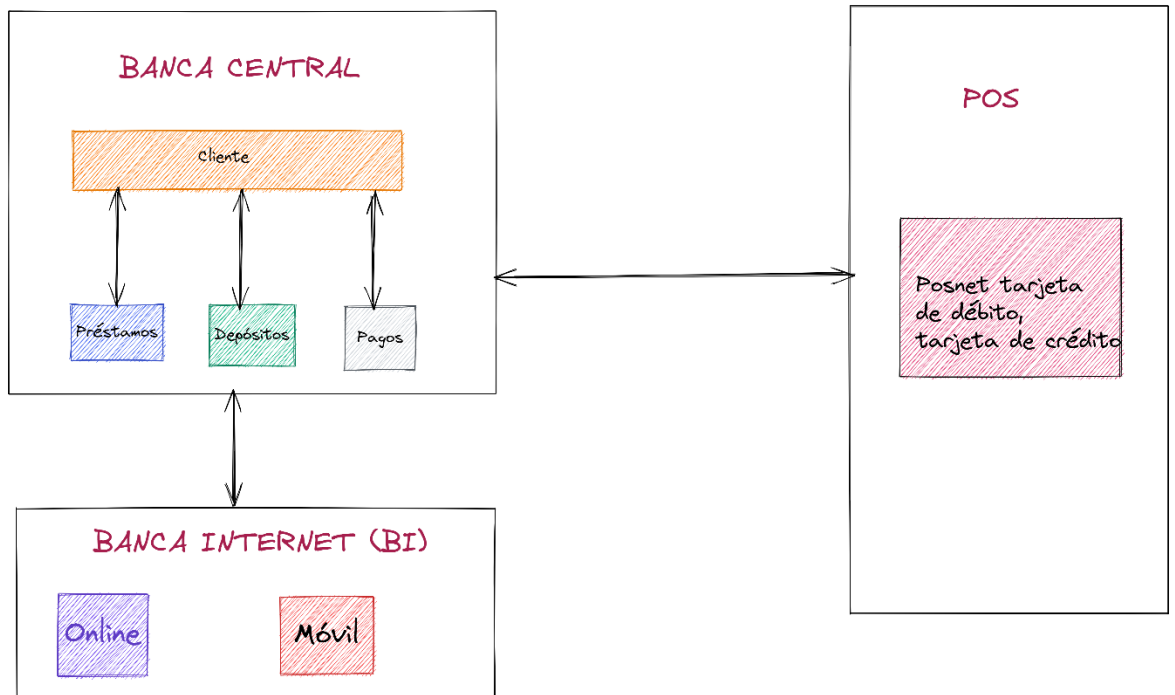 BANCA CENTRAL
Cliente
Préstamos
Depósitos
Pagos
POS
Posnet tarjeta
de débito,
tarjeta de crédito
BANCA INTERNET (BI)
Online
Móvil